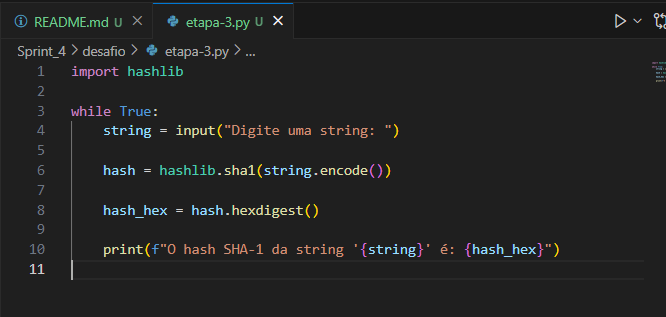 README.md U etapa-3.py U
Sprint_4 > desafio > etapa-3.py > ...
1 import hashlib
2
3 while True:
4 string = input("Digite uma string: ")
5
6 hash = hashlib.sha1(string.encode())
7
8 hash_hex = hash.hexdigest()
9
10 print(f"O hash SHA-1 da string '{string}' é: {hash_hex}")
11